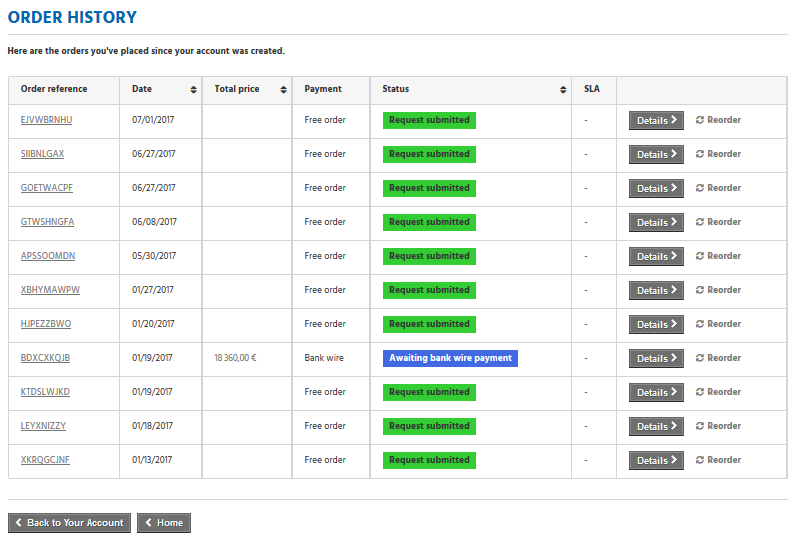 ORDER HISTORY
Here are the orders you've placed since your account was created.
Order reference Date Total price Payment Status SLA
EJVWBRNHU 07/01/2017 Free order Request submitted - Details Reorder
SIIBNLGAX 06/27/2017 Free order Request submitted - Details Reorder
GOETWACPF 06/27/2017 Free order Request submitted - Details Reorder
GTWSHNGFA 06/08/2017 Free order Request submitted - Details Reorder
APSSOOMDN 05/30/2017 Free order Request submitted - Details Reorder
XBHYMAWPW 01/27/2017 Free order Request submitted - Details Reorder
HJPEZZBWO 01/20/2017 Free order Request submitted - Details Reorder
BDXCXKQJB 01/19/2017 18 360,00 € Bank wire Awaiting bank wire payment - Details Reorder
KTDSLWJKD 01/19/2017 Free order Request submitted - Details Reorder
LEYXNIZZY 01/18/2017 Free order Request submitted - Details Reorder
XKRQGCJNF 01/13/2017 Free order Request submitted - Details Reorder
Back to Your Account Home